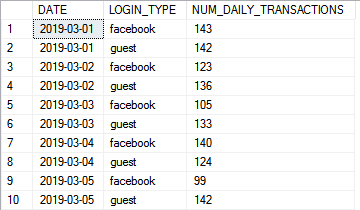 DATE LOGIN_TYPE NUM_DAILY_TRANSACTIONS
1 2019-03-01 facebook 143
2 2019-03-01 guest 142
3 2019-03-02 facebook 123
4 2019-03-02 guest 136
5 2019-03-03 facebook 105
6 2019-03-03 guest 133
7 2019-03-04 facebook 140
8 2019-03-04 guest 124
9 2019-03-05 facebook 99
10 2019-03-05 guest 142